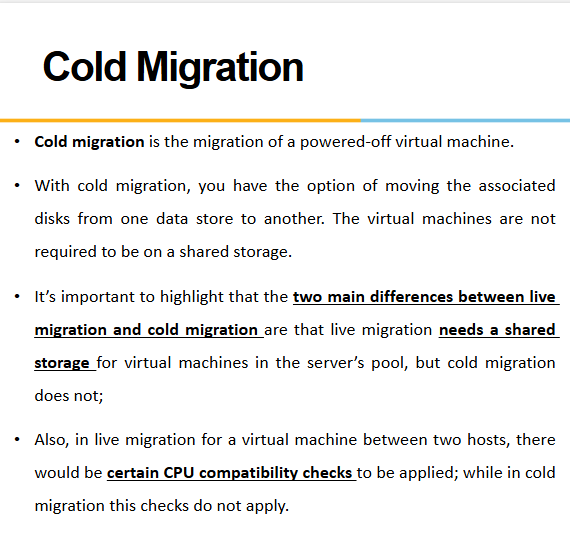 Cold Migration
• Cold migration is the migration of a powered-off virtual machine.
• With cold migration, you have the option of moving the associated
disks from one data store to another. The virtual machines are not
required to be on a shared storage.
• It’s important to highlight that the two main differences between live
migration and cold migration are that live migration needs a shared
storage for virtual machines in the server’s pool, but cold migration
does not;
• Also, in live migration for a virtual machine between two hosts, there
would be certain CPU compatibility checks to be applied; while in cold
migration this checks do not apply.